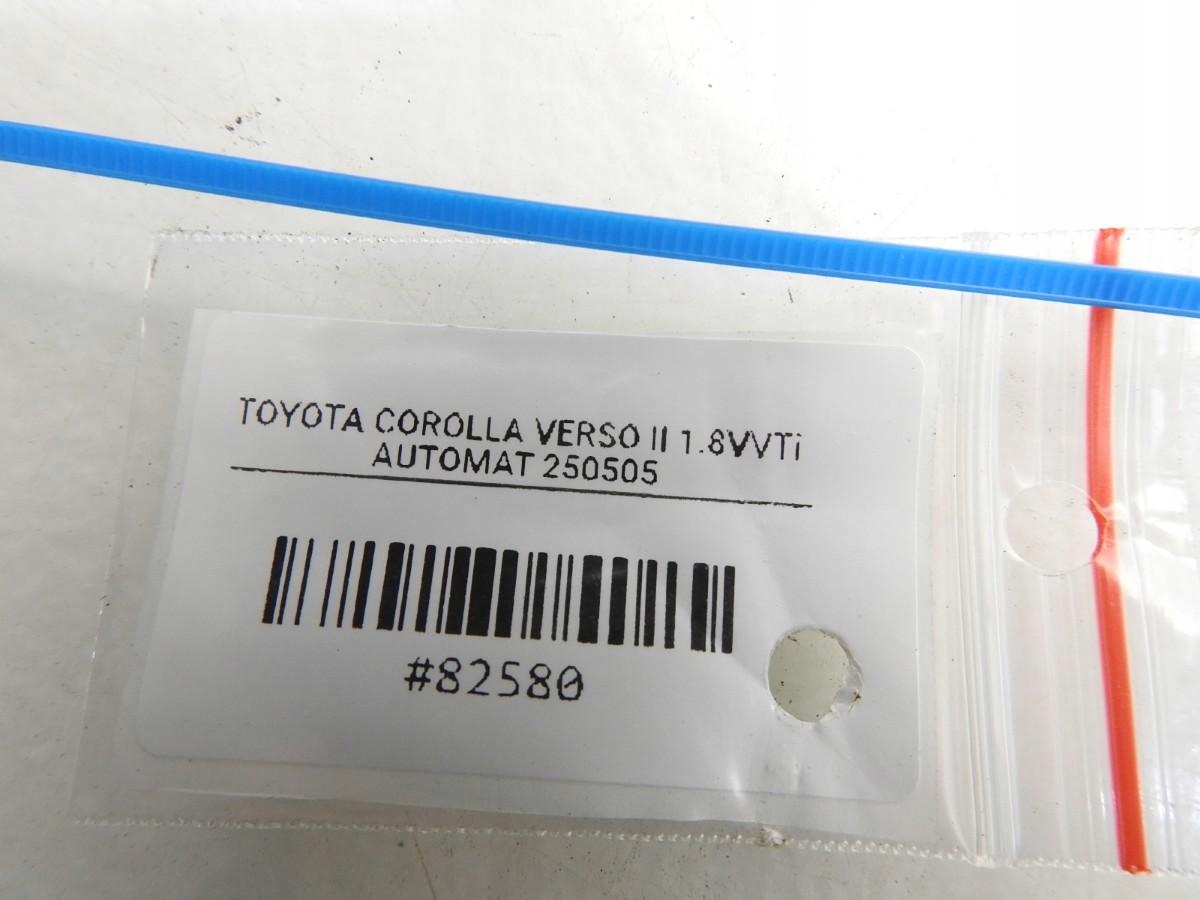 TOYOTA COROLLA VERSO II 1.8VVTi
AUTOMAT 250505
#82580